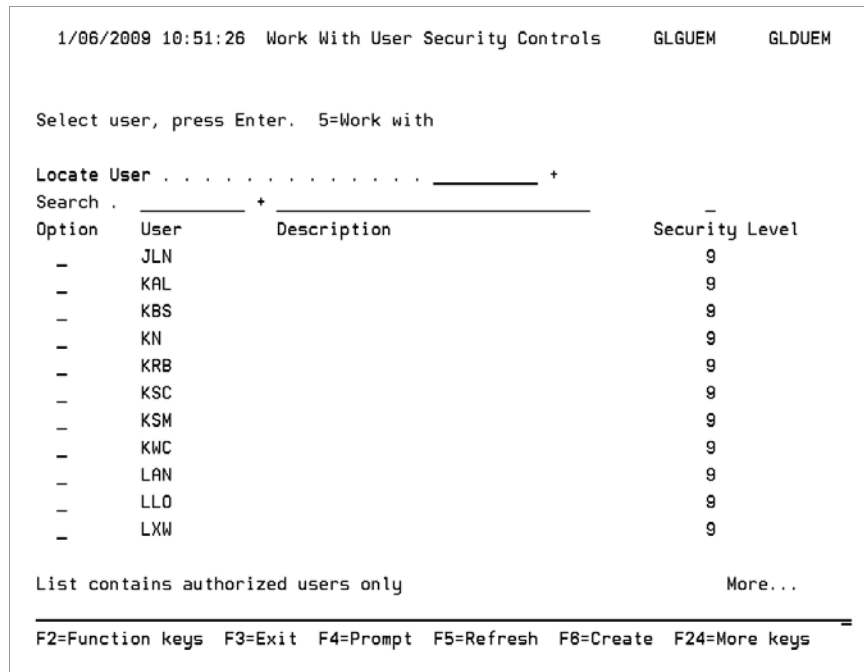 1/06/2009 10:51:26 Work With User Security Controls GLGUEM GLDUEM
Select user, press Enter. 5=Work with
Locate User . . . . . . . . . . . . . __________ +
Search . __________ + ______________________________ _
Option User Description Security Level
_ JLN 9
_ KAL 9
_ KBS 9
_ KN 9
_ KRB 9
_ KSC 9
_ KSM 9
_ KWC 9
_ LAN 9
_ LLO 9
_ LXW 9
List contains authorized users only More...
F2=Function keys F3=Exit F4=Prompt F5=Refresh F6=Create F24=More keys